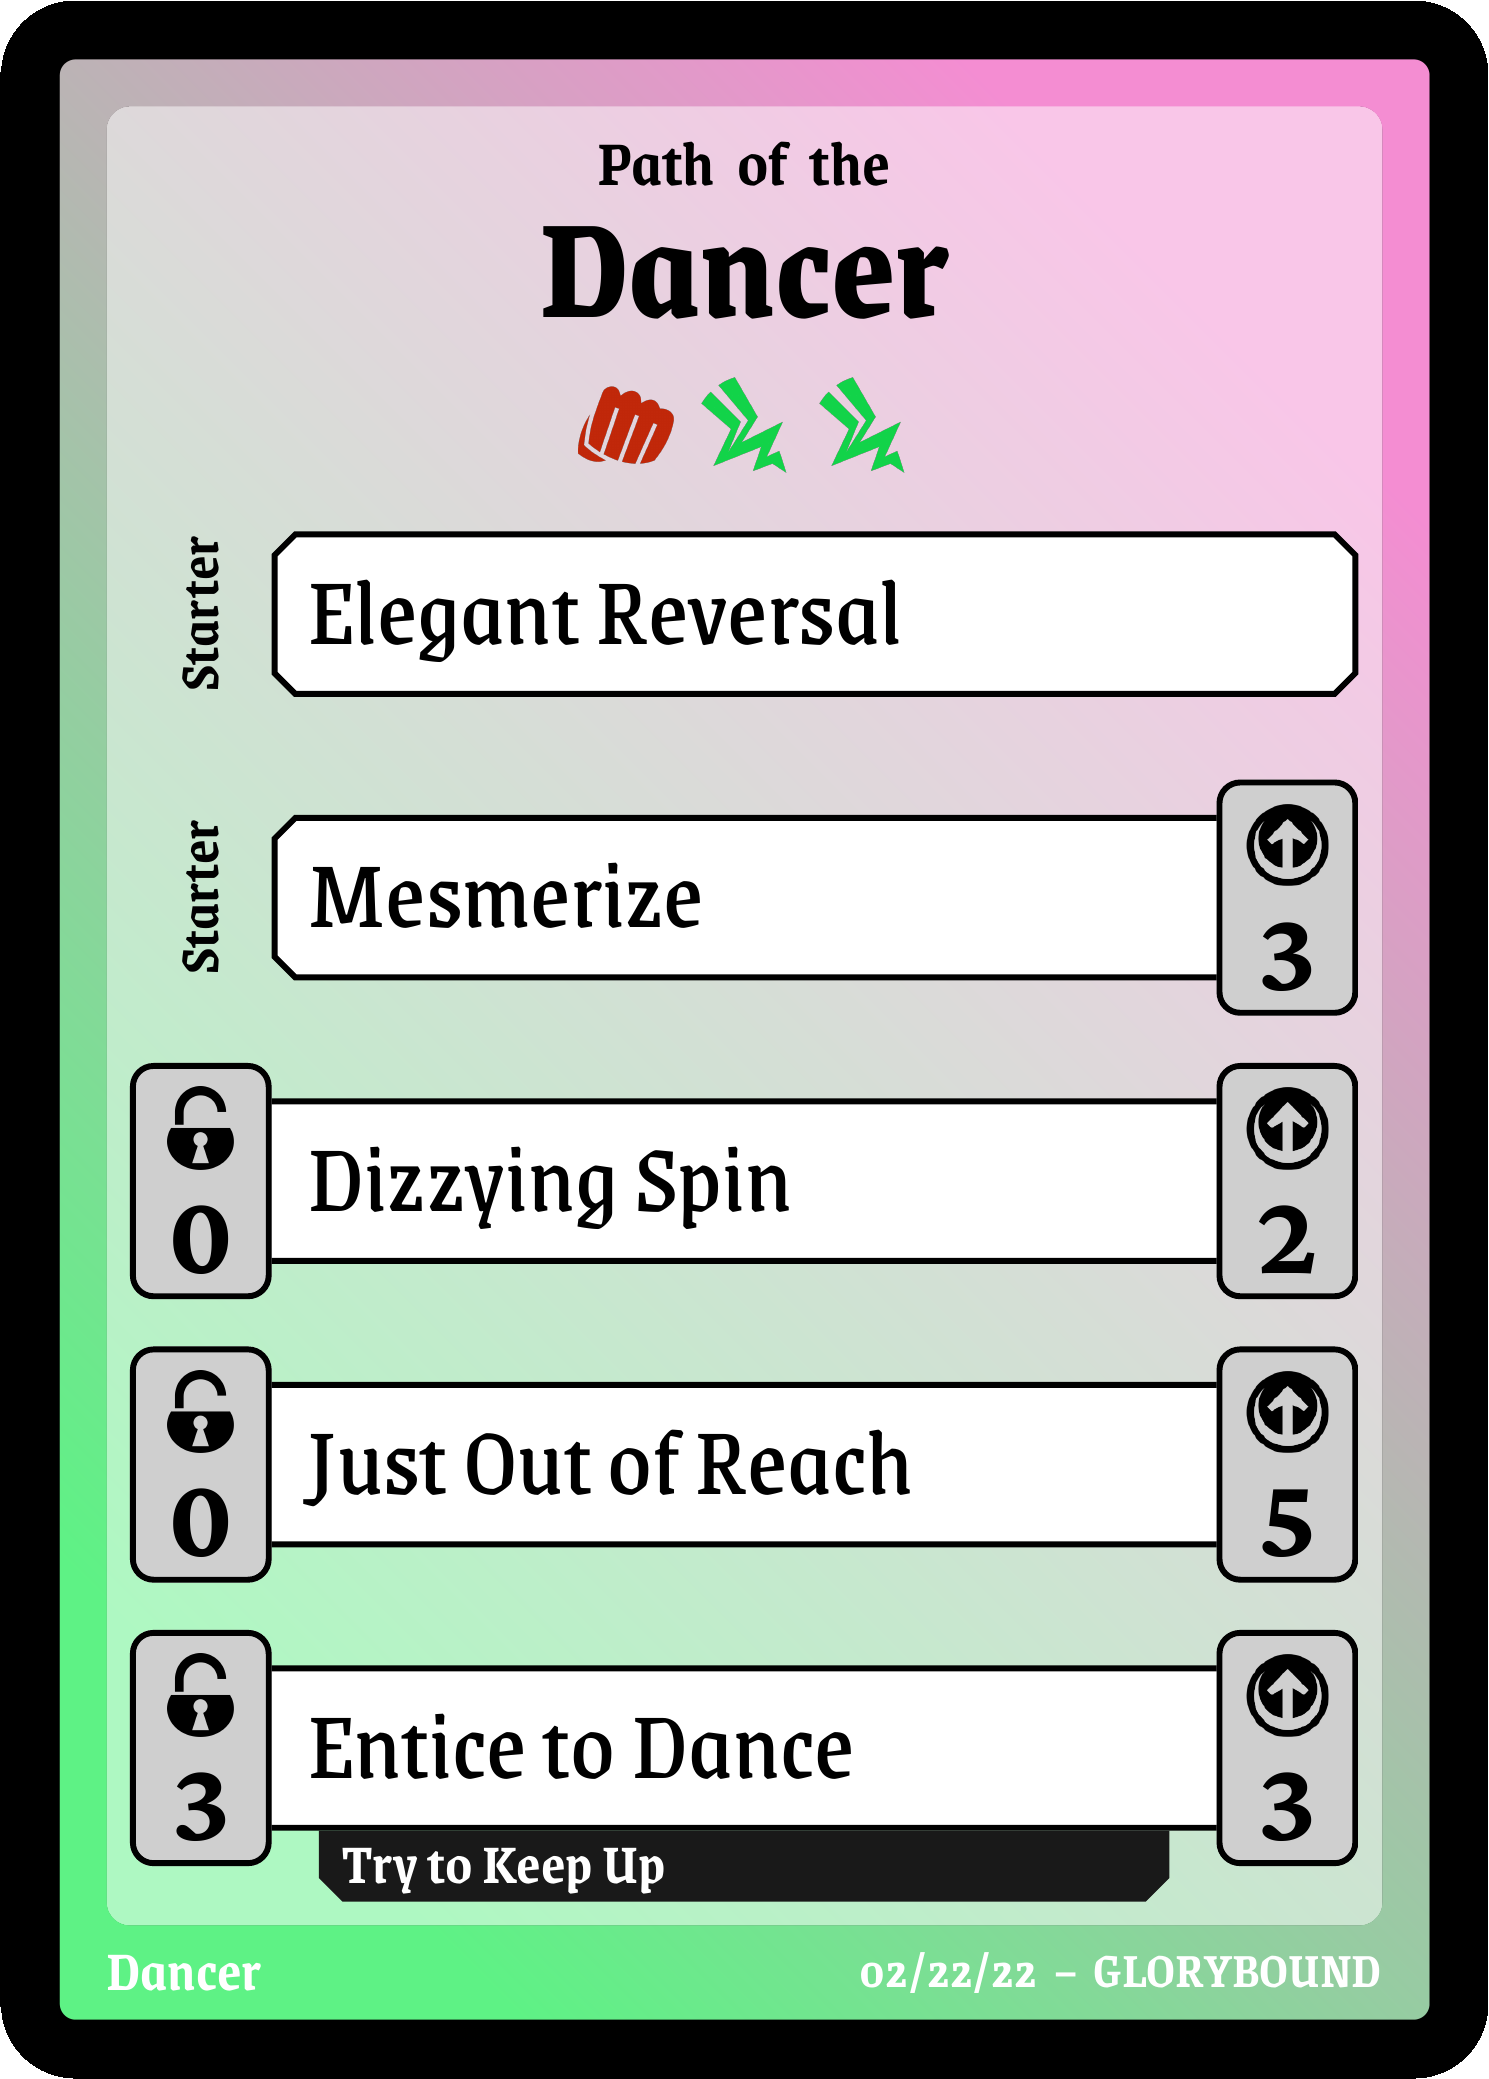 Path of the
Dancer
Starter
Elegant Reversal
Starter
Mesmerize
3
0
Dizzying Spin
2
0
Just Out of Reach
5
3
Entice to Dance
3
Try to Keep Up
Dancer
02/22/22 – GLORYBOUND